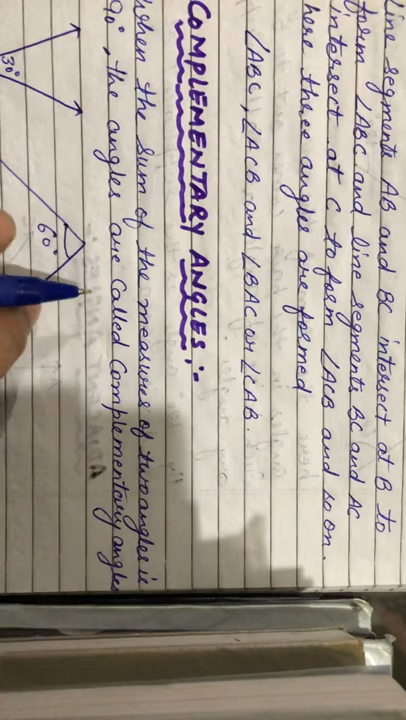 line segments AB and BC intersect at B to
form ∠ABC and line segments BC and AC
intersect at C to form ∠ACB and so on.
here three angles are formed
∠ABC, ∠ACB and ∠BAC or ∠CAB.
COMPLEMENTARY ANGLES:-
When the sum of the measures of two angles is
90°, the angles are called Complementary angles
30°
60°